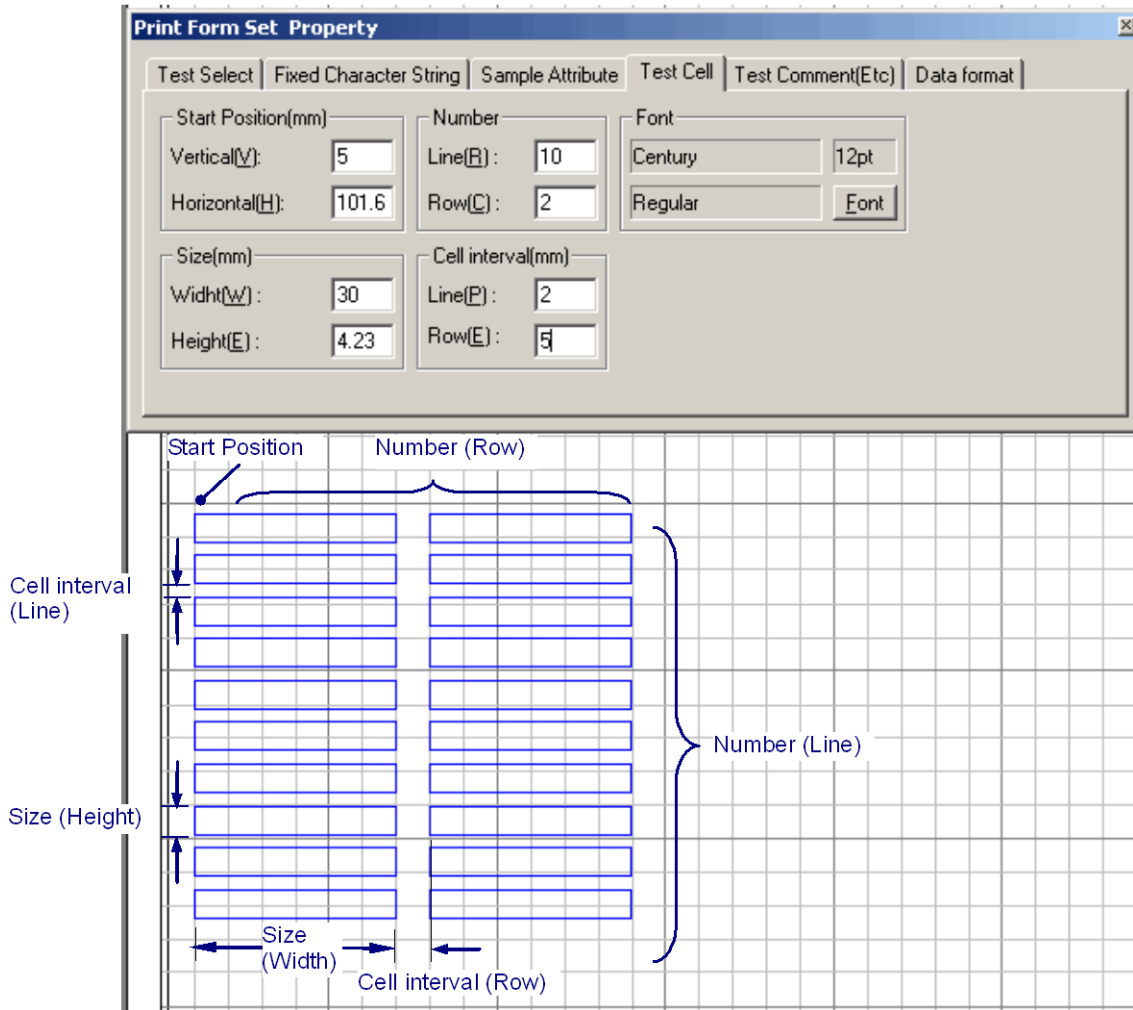 Print Form Set Property
Test Select Fixed Character String Sample Attribute Test Cell Test Comment(Etc) Data format
Start Position(mm)
Vertical(V): 5
Horizontal(H): 101.6
Number
Line(R) : 10
Row(C) : 2
Font
Century 12pt
Regular Font
Size(mm)
Widht(W) : 30
Height(E) : 4.23
Cell interval(mm)
Line(P) : 2
Row(E) : 5
Start Position
Number (Row)
Cell interval
(Line)
Number (Line)
Size (Height)
Size
(Width)
Cell interval (Row)